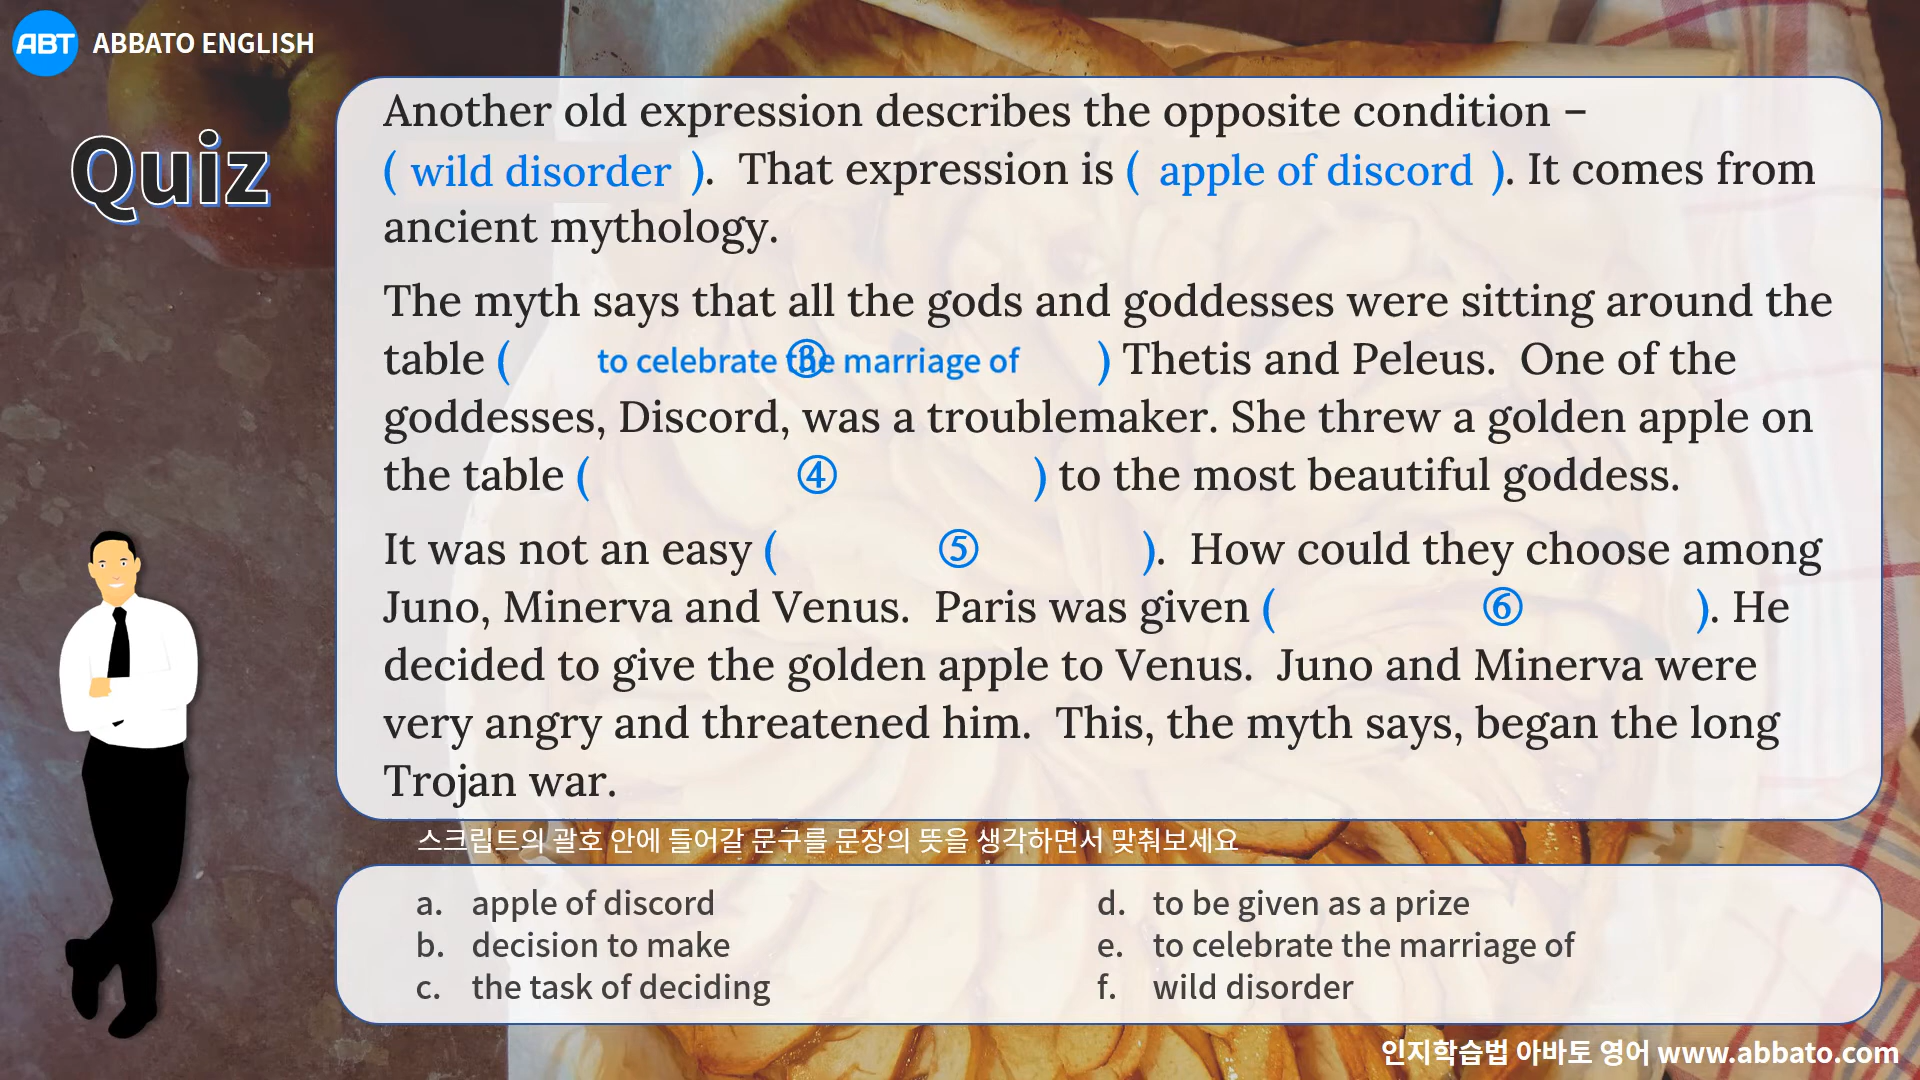 ABT ABBATO ENGLISH
Quiz
Another old expression describes the opposite condition –
( wild disorder ). That expression is ( apple of discord ). It comes from
ancient mythology.
The myth says that all the gods and goddesses were sitting around the
table ( to celebrate the marriage of ③ ) Thetis and Peleus. One of the
goddesses, Discord, was a troublemaker. She threw a golden apple on
the table ( ④ ) to the most beautiful goddess.
It was not an easy ( ⑤ ). How could they choose among
Juno, Minerva and Venus. Paris was given ( ⑥ ). He
decided to give the golden apple to Venus. Juno and Minerva were
very angry and threatened him. This, the myth says, began the long
Trojan war.
스크립트의 괄호 안에 들어갈 문구를 문장의 뜻을 생각하면서 맞춰보세요
a. apple of discord
b. decision to make
c. the task of deciding
d. to be given as a prize
e. to celebrate the marriage of
f. wild disorder
인지학습법 아바토 영어 www.abbato.com